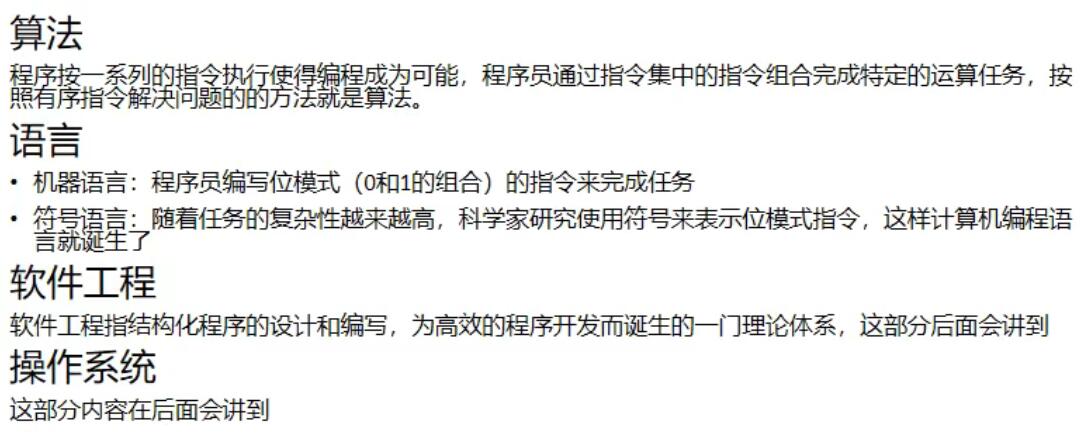 算法
程序按一系列的指令执行使得编程成为可能，程序员通过指令集中的指令组合完成特定的运算任务，按
照有序指令解决问题的的方法就是算法。
语言
• 机器语言：程序员编写位模式（0和1的组合）的指令来完成任务
• 符号语言：随着任务的复杂性越来越高，科学家研究使用符号来表示位模式指令，这样计算机编程语
言就诞生了
软件工程
软件工程指结构化程序的设计和编写，为高效的程序开发而诞生的一门理论体系，这部分后面会讲到
操作系统
这部分内容在后面会讲到